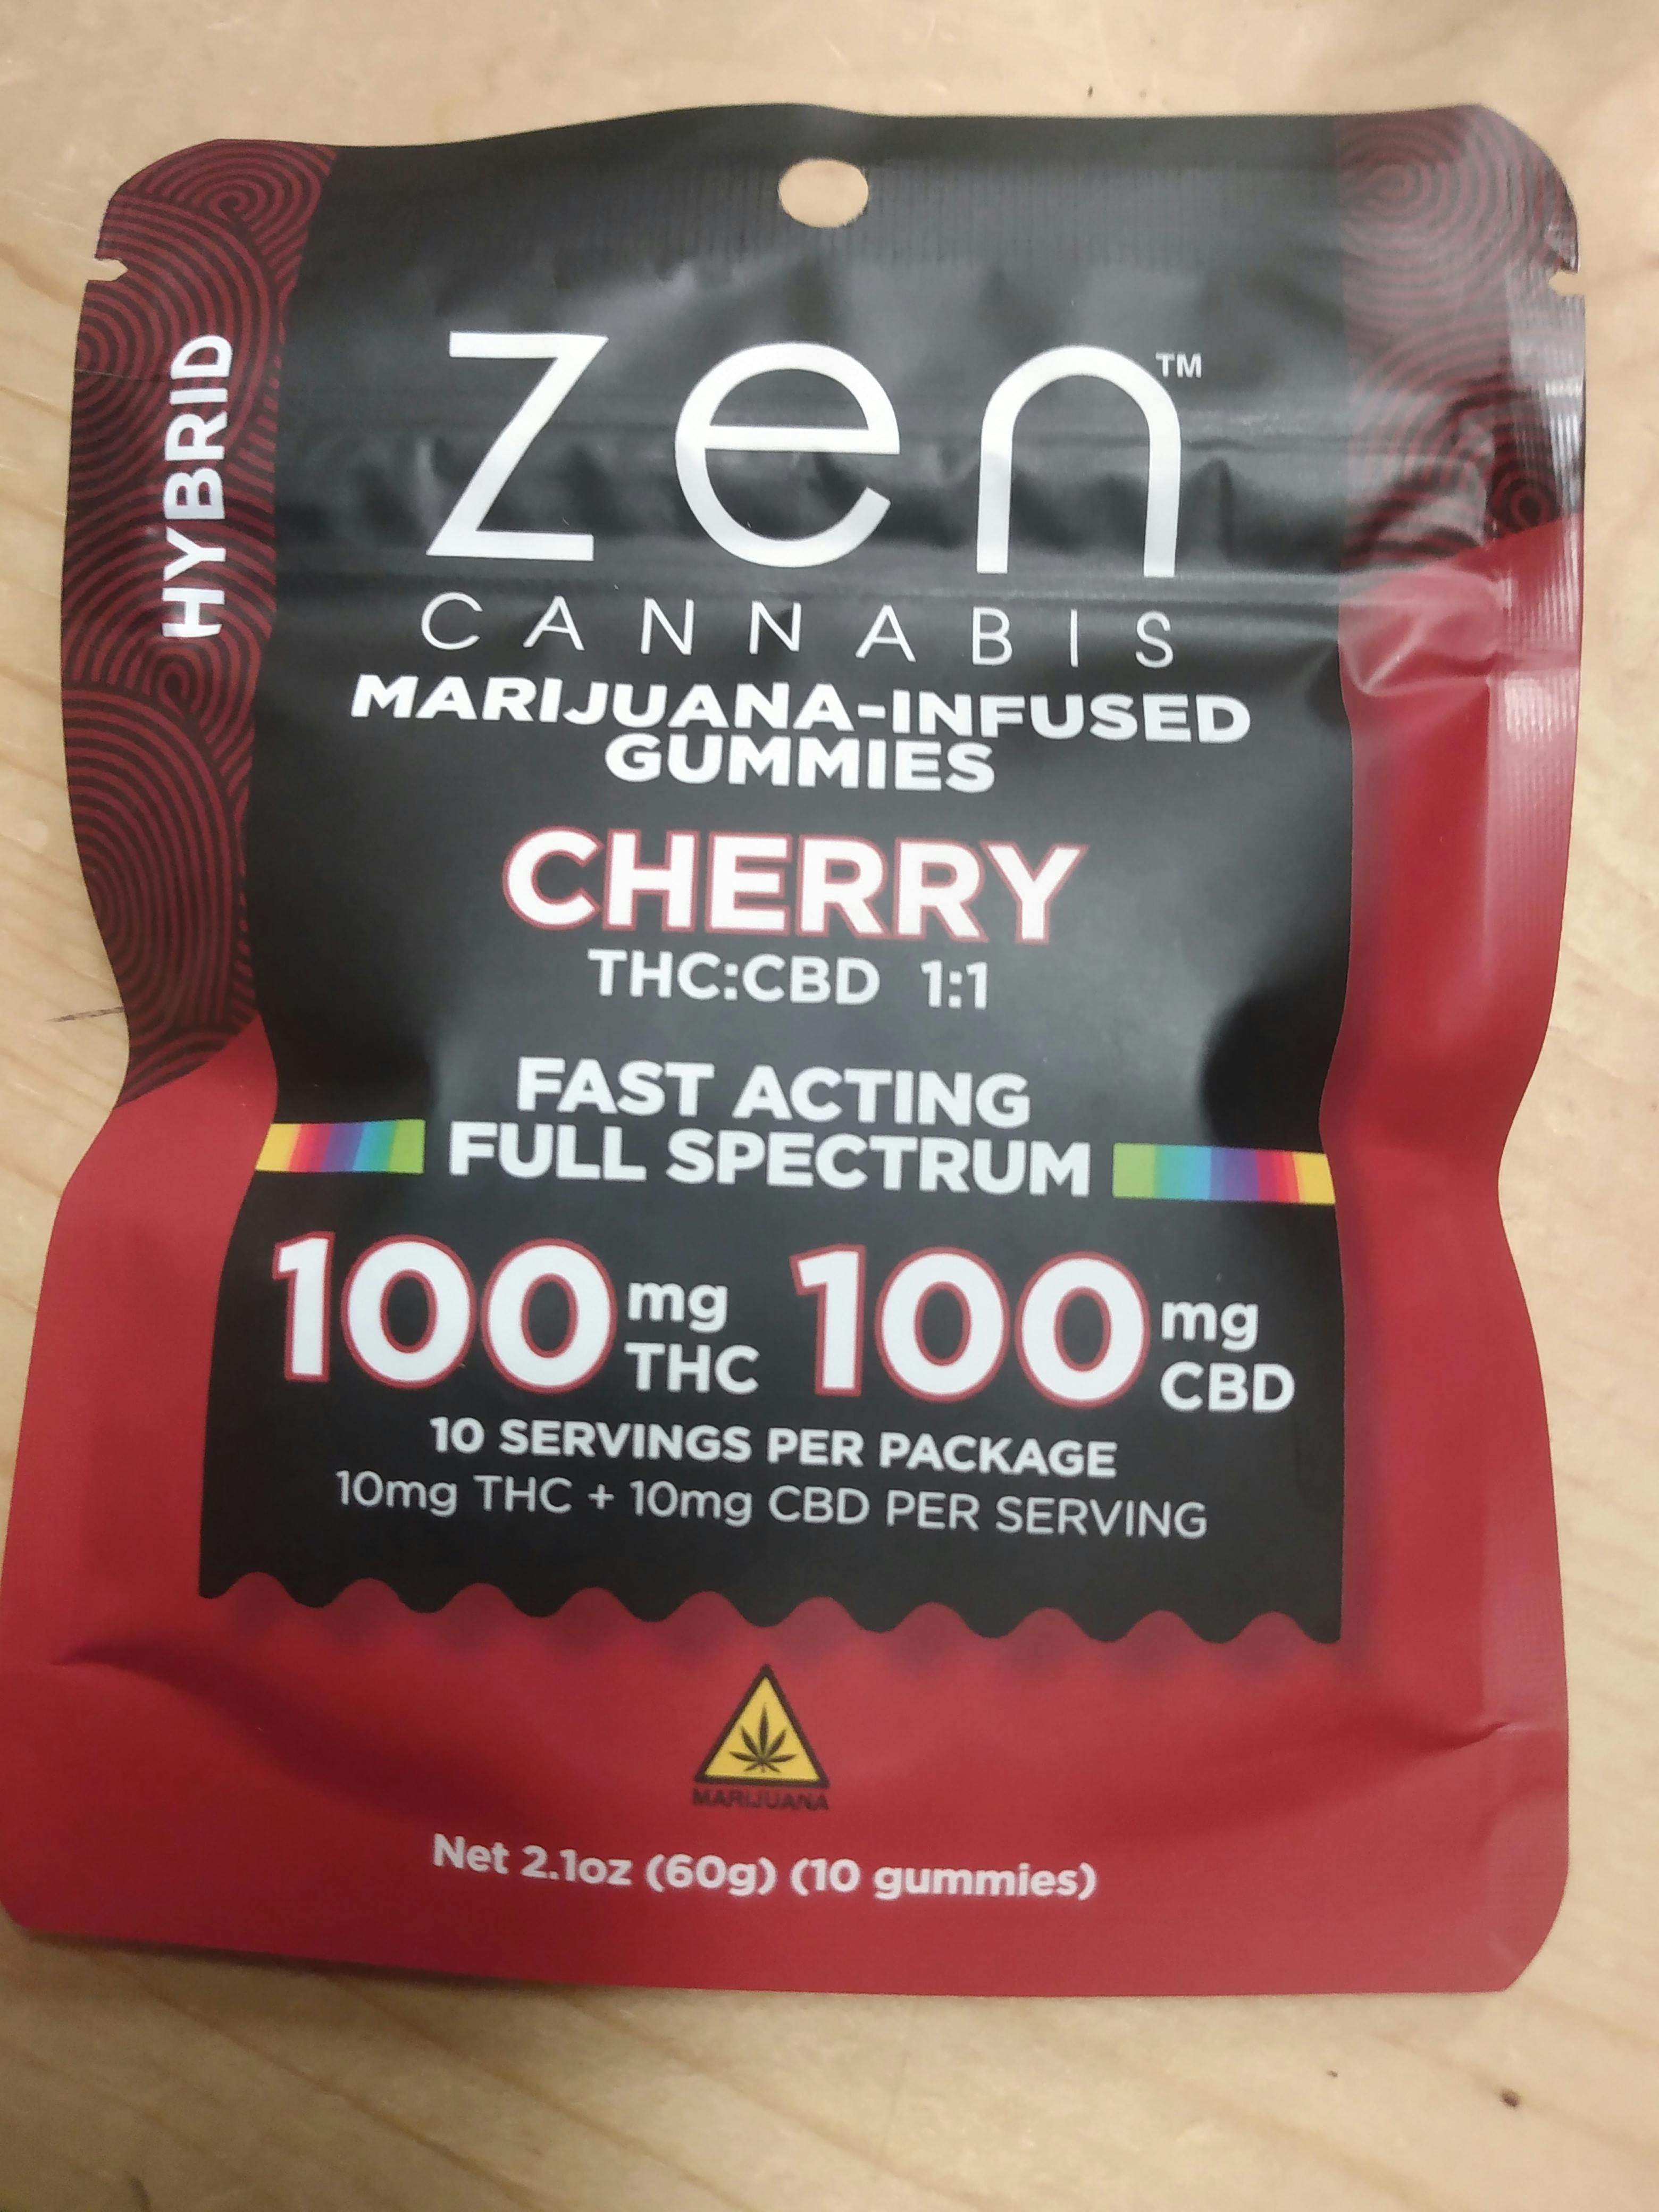 HYBRID
zen™
CANNABIS
MARIJUANA-INFUSED
GUMMIES
CHERRY
THC:CBD 1:1
FAST ACTING
FULL SPECTRUM
100 mg THC 100 mg CBD
10 SERVINGS PER PACKAGE
10mg THC + 10mg CBD PER SERVING
MARIJUANA
Net 2.1oz (60g) (10 gummies)